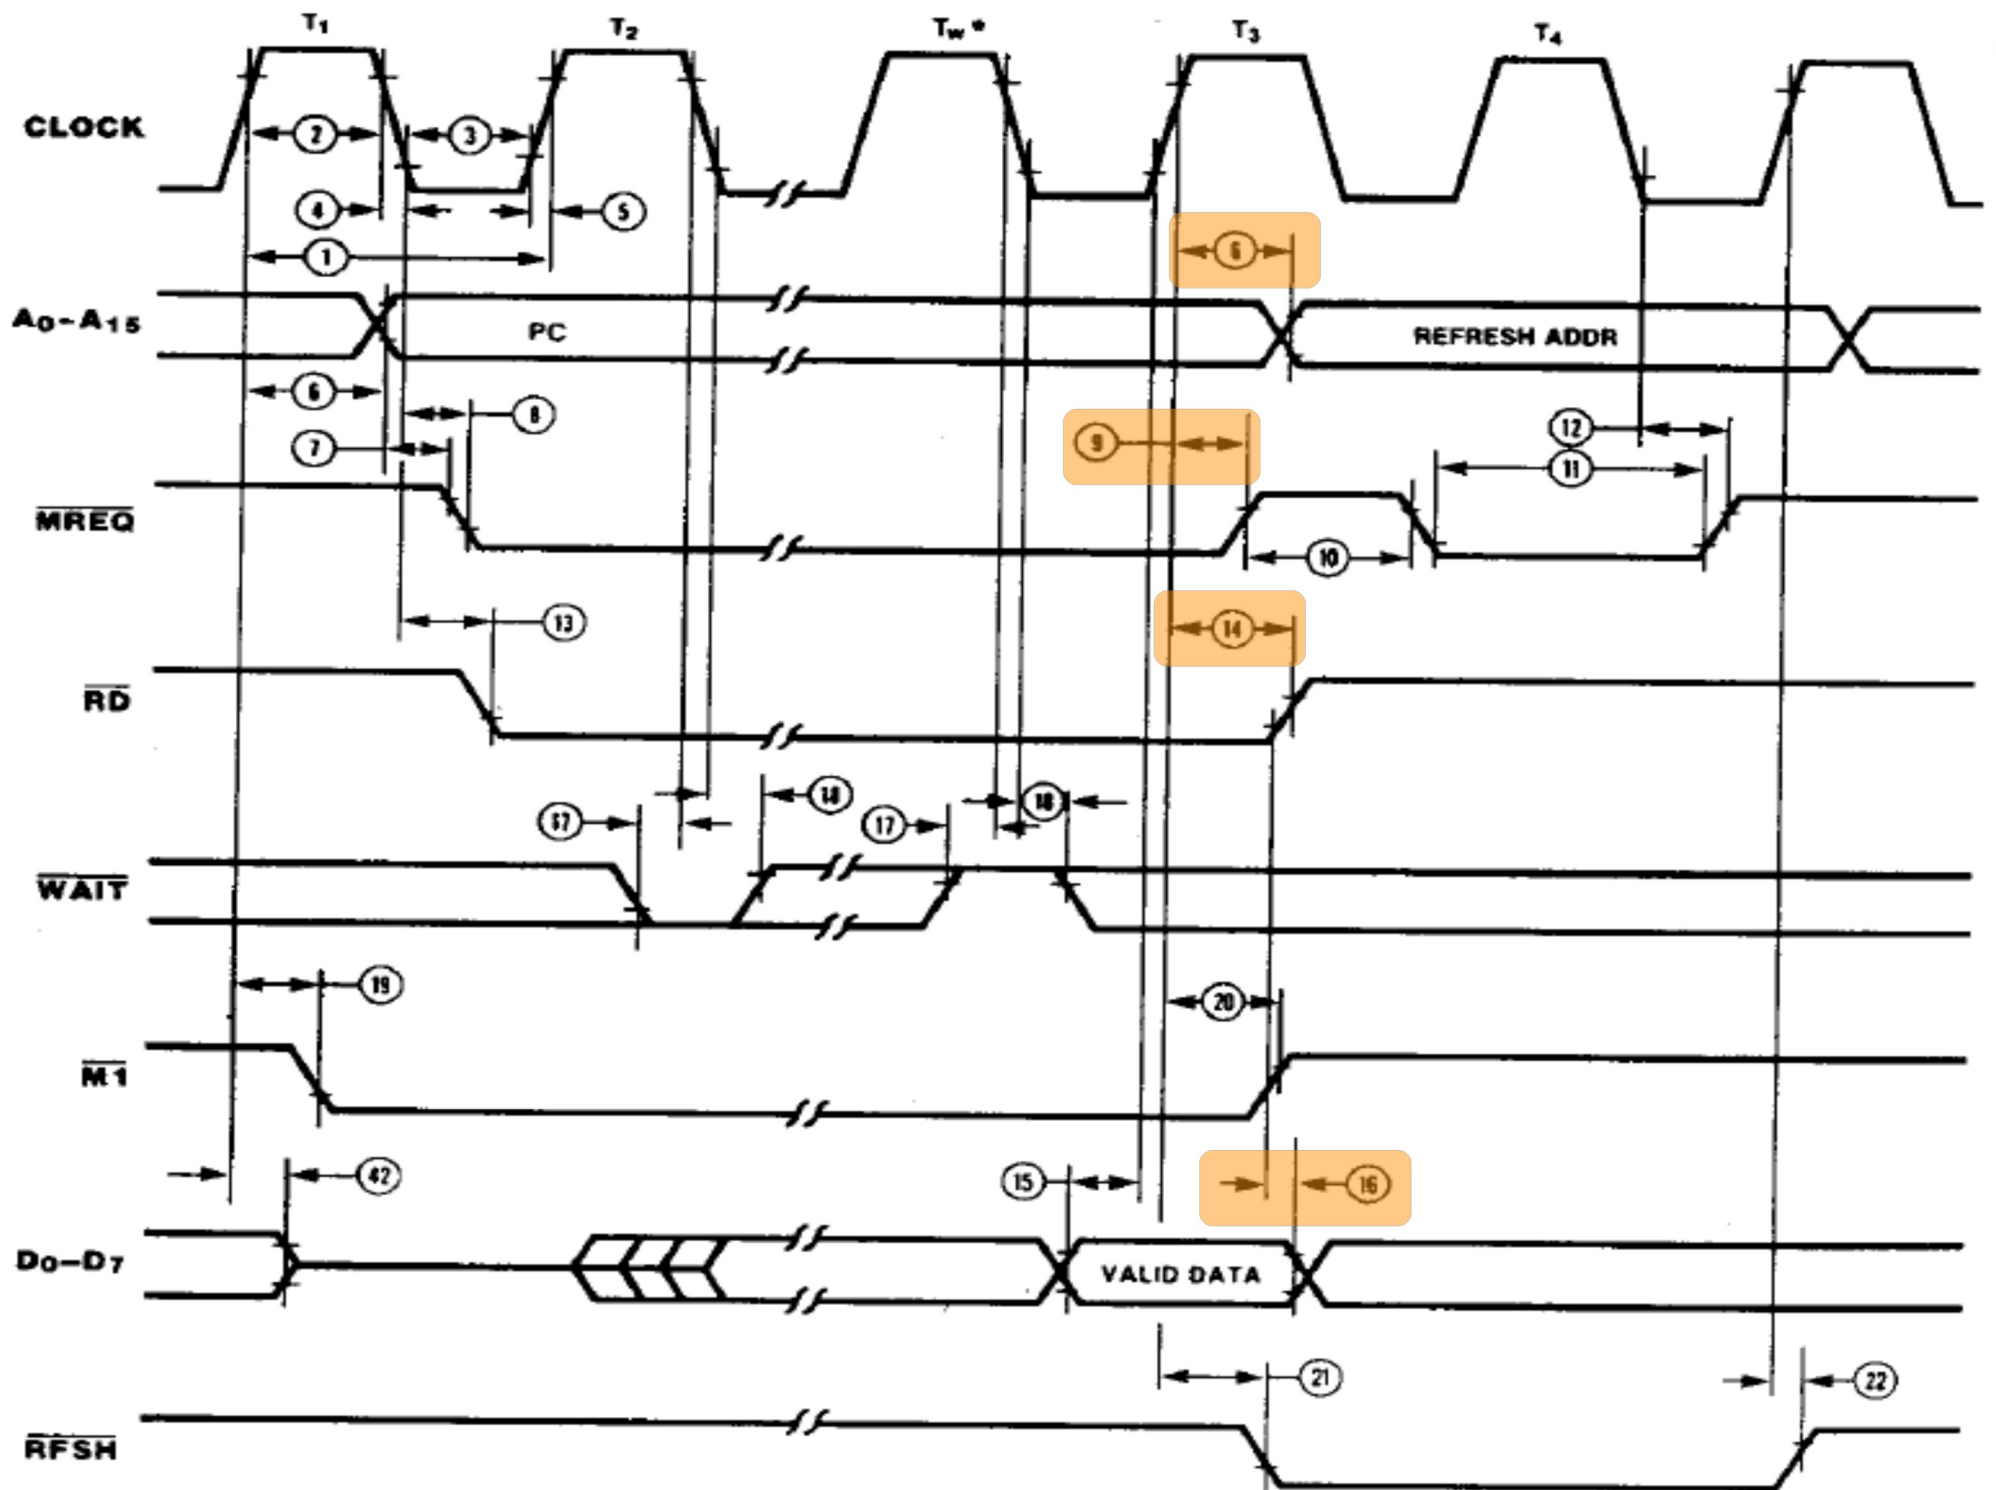 T1 T2 Tw* T3 T4
CLOCK
2 3
4 5
1 6
A0-A15 PC REFRESH ADDR
6 8
7 9 12
11
MREQ
10
13 14
RD
18 18
17 17
WAIT
19 20
M1
42 15 16
D0-D7 VALID DATA
21 22
RFSH